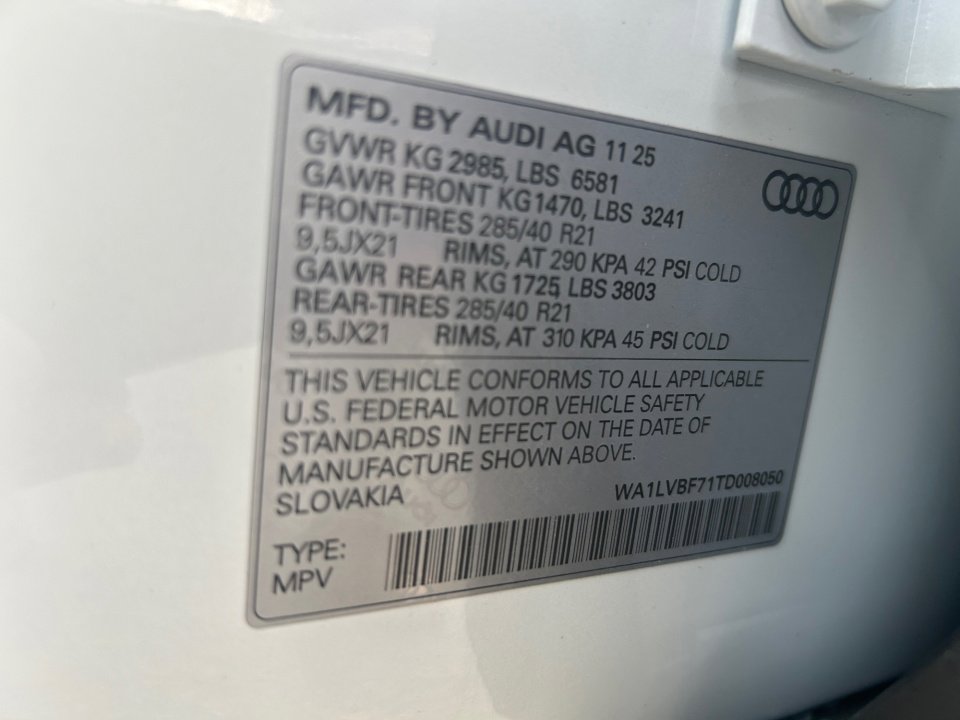 MFD. BY AUDI AG 11 25
GVWR KG 2985, LBS 6581
GAWR FRONT KG1470, LBS 3241
FRONT-TIRES 285/40 R21
9,5JX21 RIMS, AT 290 KPA 42 PSI COLD
GAWR REAR KG 1725, LBS 3803
REAR-TIRES 285/40 R21
9,5JX21 RIMS, AT 310 KPA 45 PSI COLD
THIS VEHICLE CONFORMS TO ALL APPLICABLE
U.S. FEDERAL MOTOR VEHICLE SAFETY
STANDARDS IN EFFECT ON THE DATE OF
MANUFACTURE SHOWN ABOVE.
SLOVAKIA WA1LVBF71TD008050
TYPE:
MPV